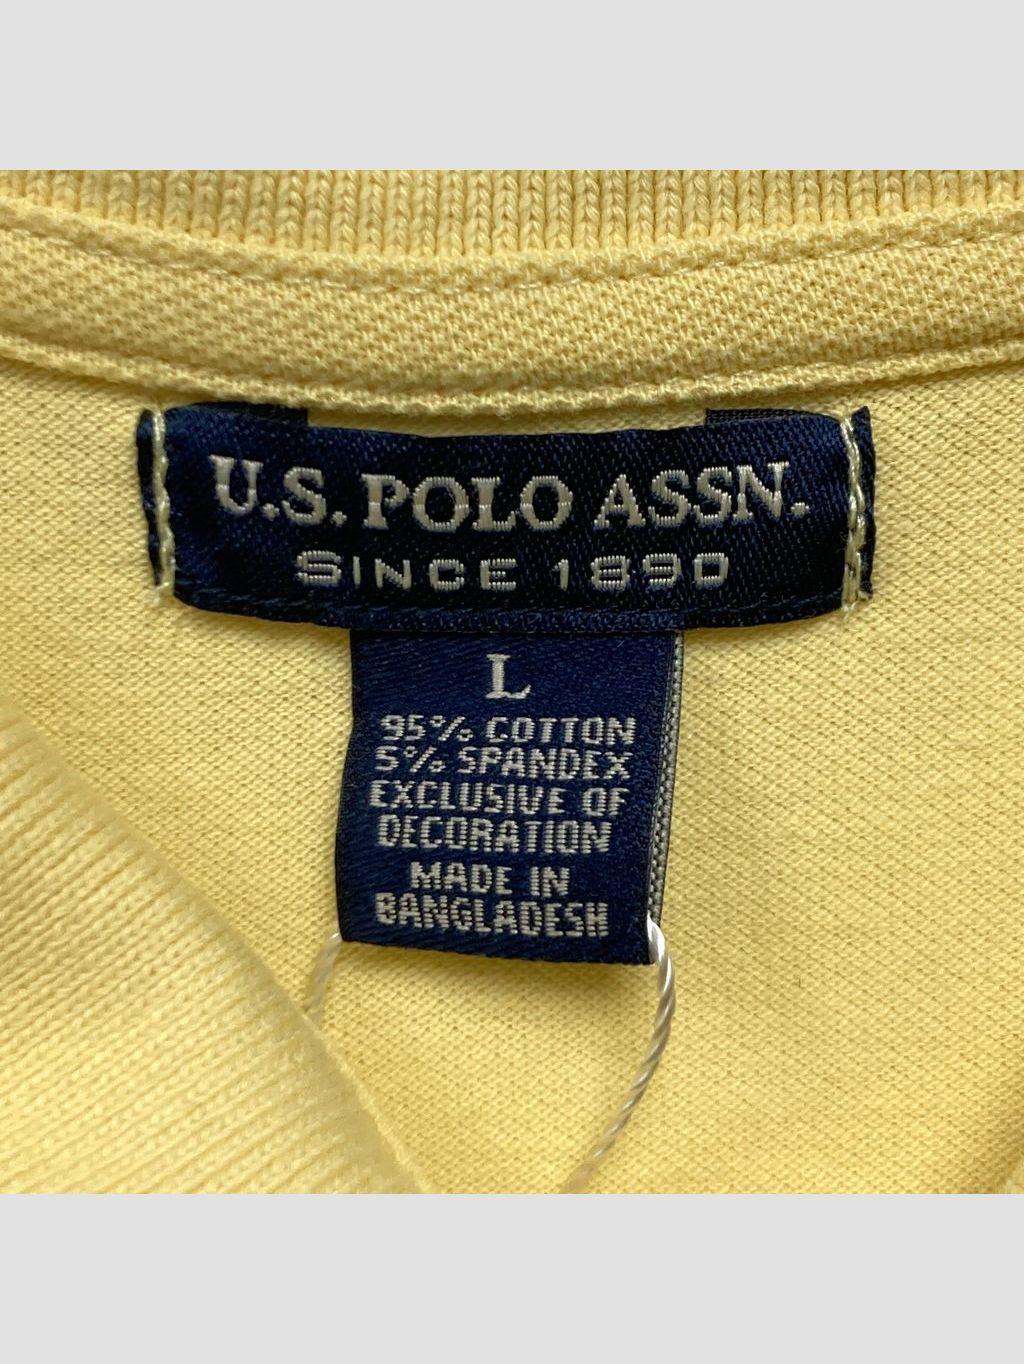 U.S. POLO ASSN.
SINCE 1890
L
95% COTTON
5% SPANDEX
EXCLUSIVE OF
DECORATION
MADE IN
BANGLADESH